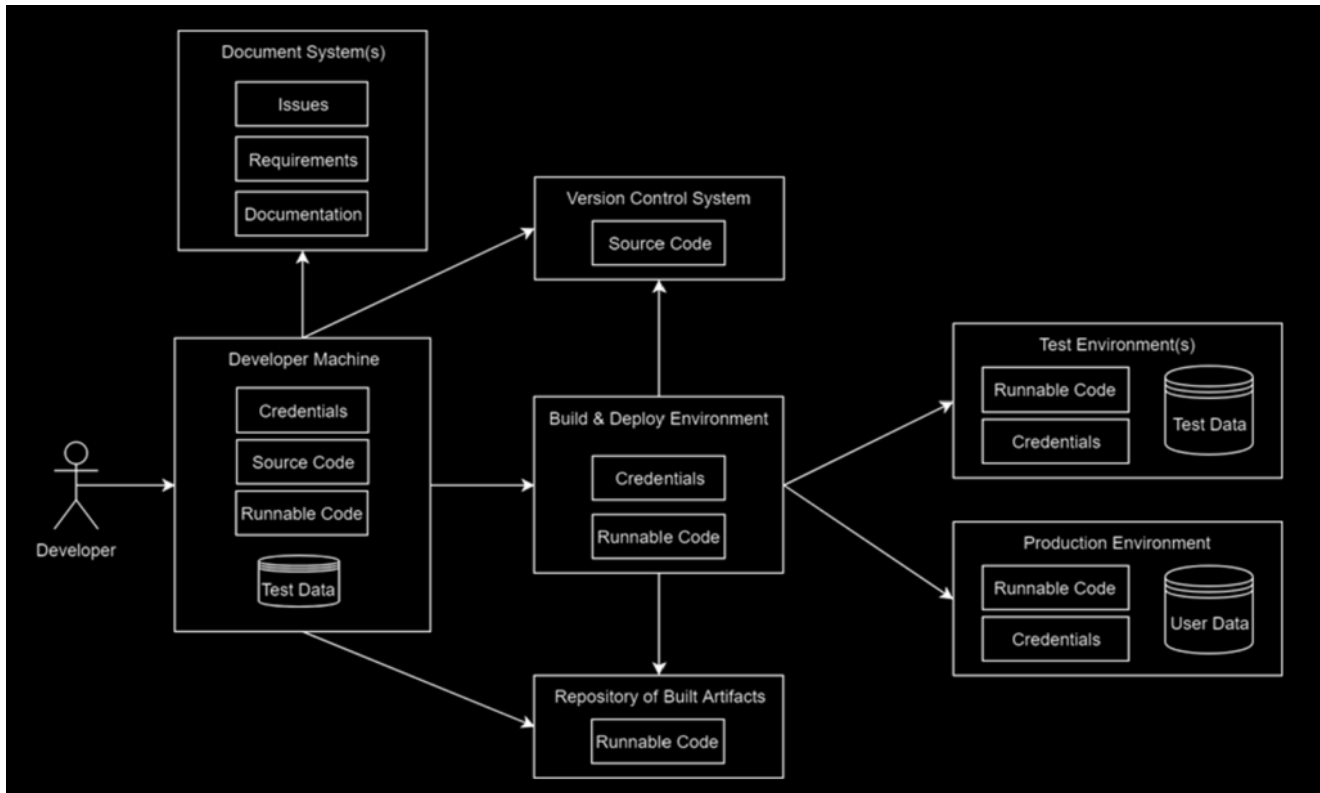 Document System(s)
Issues
Requirements
Documentation
Version Control System
Source Code
Developer Machine
Credentials
Source Code
Runnable Code
Test Data
Developer
Build & Deploy Environment
Credentials
Runnable Code
Repository of Built Artifacts
Runnable Code
Test Environment(s)
Runnable Code
Credentials
Test Data
Production Environment
Runnable Code
Credentials
User Data